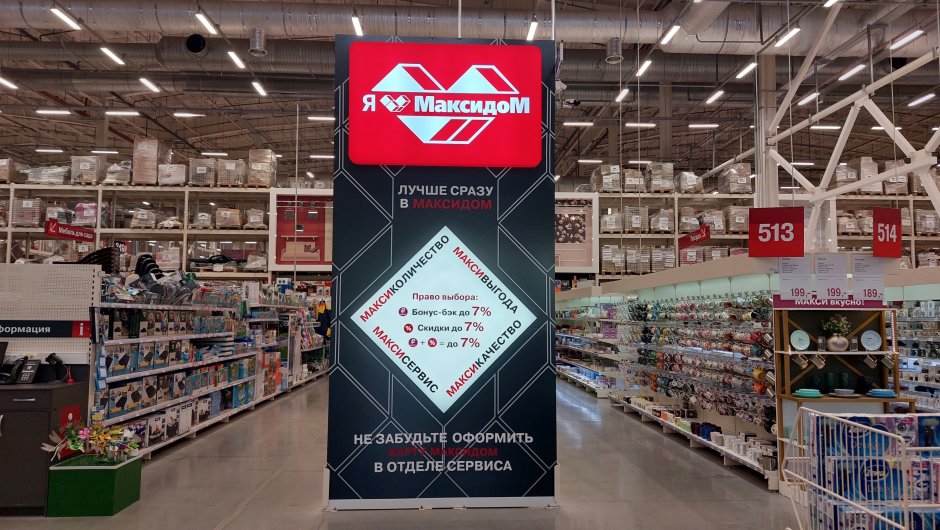 Я МаксидоМ
ЛУЧШЕ СРАЗУ
В МАКСИДОМ
МАКСИКОЛИЧЕСТВО
МАКСИВЫГОДА
Право выбора:
Бонус-бэк до 7%
% Скидки до 7%
+ % = до 7%
МАКСИСЕРВИС
МАКСИКАЧЕСТВО
НЕ ЗАБУДЬТЕ ОФОРМИТЬ
КАРТУ МАКСИДОМ
В ОТДЕЛЕ СЕРВИСА
Мебель для сада
формация i
513
514
199
199
189
МАКСИ вкусно!